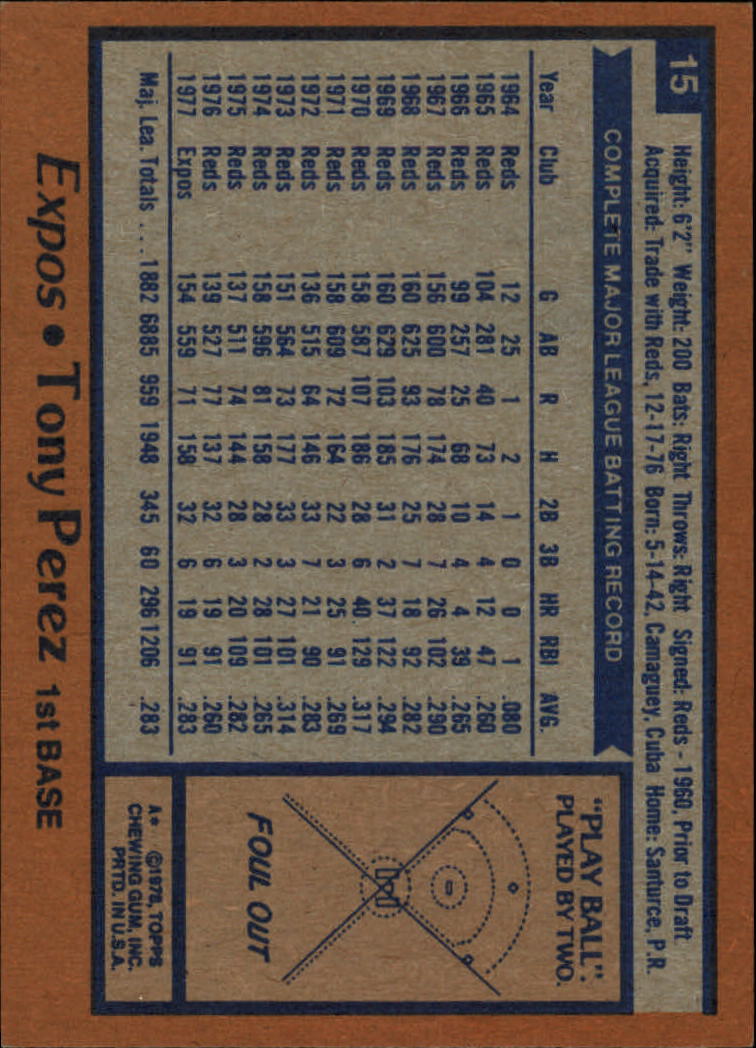 15
Height: 6'2" Weight: 200 Bats: Right Throws: Right Signed: Reds - 1960, Prior to Draft
Acquired: Trade with Reds, 12-17-76 Born: 5-14-42, Camaguey, Cuba Home: Santurce, P.R.
COMPLETE MAJOR LEAGUE BATTING RECORD
Year Club G AB R H 2B 3B HR RBI AVG.
1964 Reds 12 25 1 2 1 0 0 1 .080
1965 Reds 104 281 40 73 14 4 12 47 .260
1966 Reds 99 257 25 68 10 4 4 39 .265
1967 Reds 156 600 78 174 28 7 26 102 .290
1968 Reds 160 625 93 176 25 7 18 92 .282
1969 Reds 160 629 103 185 31 2 37 122 .294
1970 Reds 158 587 107 186 28 6 40 129 .317
1971 Reds 158 609 72 164 22 3 25 91 .269
1972 Reds 136 515 64 146 33 7 21 90 .283
1973 Reds 151 564 73 177 33 3 27 101 .314
1974 Reds 158 596 81 158 28 2 28 101 .265
1975 Reds 137 511 74 144 28 3 20 109 .282
1976 Reds 139 527 77 137 32 6 19 91 .260
1977 Expos 154 559 71 158 32 6 19 91 .283
Maj. Lea. Totals . . . 1882 6885 959 1948 345 60 296 1206 .283
"PLAY BALL":
PLAYED BY TWO.
FOUL OUT
A* ©1978, TOPPS
CHEWING GUM, INC.
PRTD. IN U.S.A.
Expos • Tony Perez 1st BASE